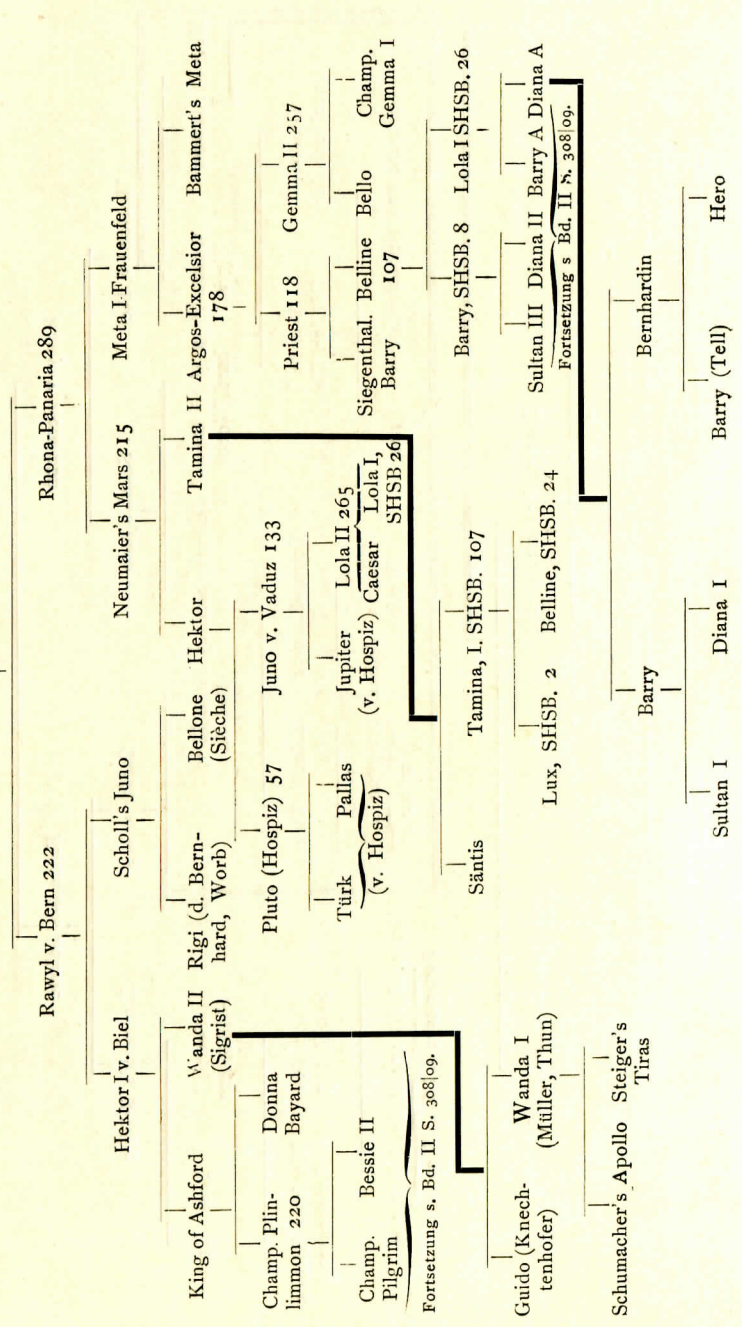 Rawyl v. Bern 222
Rhona-Panaria 289
Hektor I v. Biel
Scholl's Juno
Neumaier's Mars 215
Meta I Frauenfeld
King of Ashford
Wanda II
(Sigrist)
Rigi (d. Bern-
hard, Worb)
Bellone
(Sièche)
Hektor
Tamina II
Argos-Excelsior
178
Bammert's Meta
Champ. Plin-
limmon 220
Donna
Bayard
Pluto (Hospiz) 57
Juno v. Vaduz 133
Priest 118
Gemma II 257
Champ.
Pilgrim
Bessie II
Türk
Pallas
(v. Hospiz)
Jupiter
(v. Hospiz)
Lola II 265
Caesar
Lola I,
SHSB 26
Siegenthal.
Barry
Belline
107
Bello
Champ.
Gemma I
Fortsetzung s. Bd. II S. 308|09.
Barry, SHSB. 8
Lola I SHSB. 26
Säntis
Tamina, I. SHSB. 107
Guido (Knech-
tenhofer)
Wanda I
(Müller, Thun)
Sultan III
Diana II
Barry A
Diana A
Fortsetzung s Bd. II S. 308|09.
Lux, SHSB. 2
Belline, SHSB. 24
Schumacher's Apollo
Steiger's
Tiras
Barry
Bernhardin
Sultan I
Diana I
Barry (Tell)
Hero